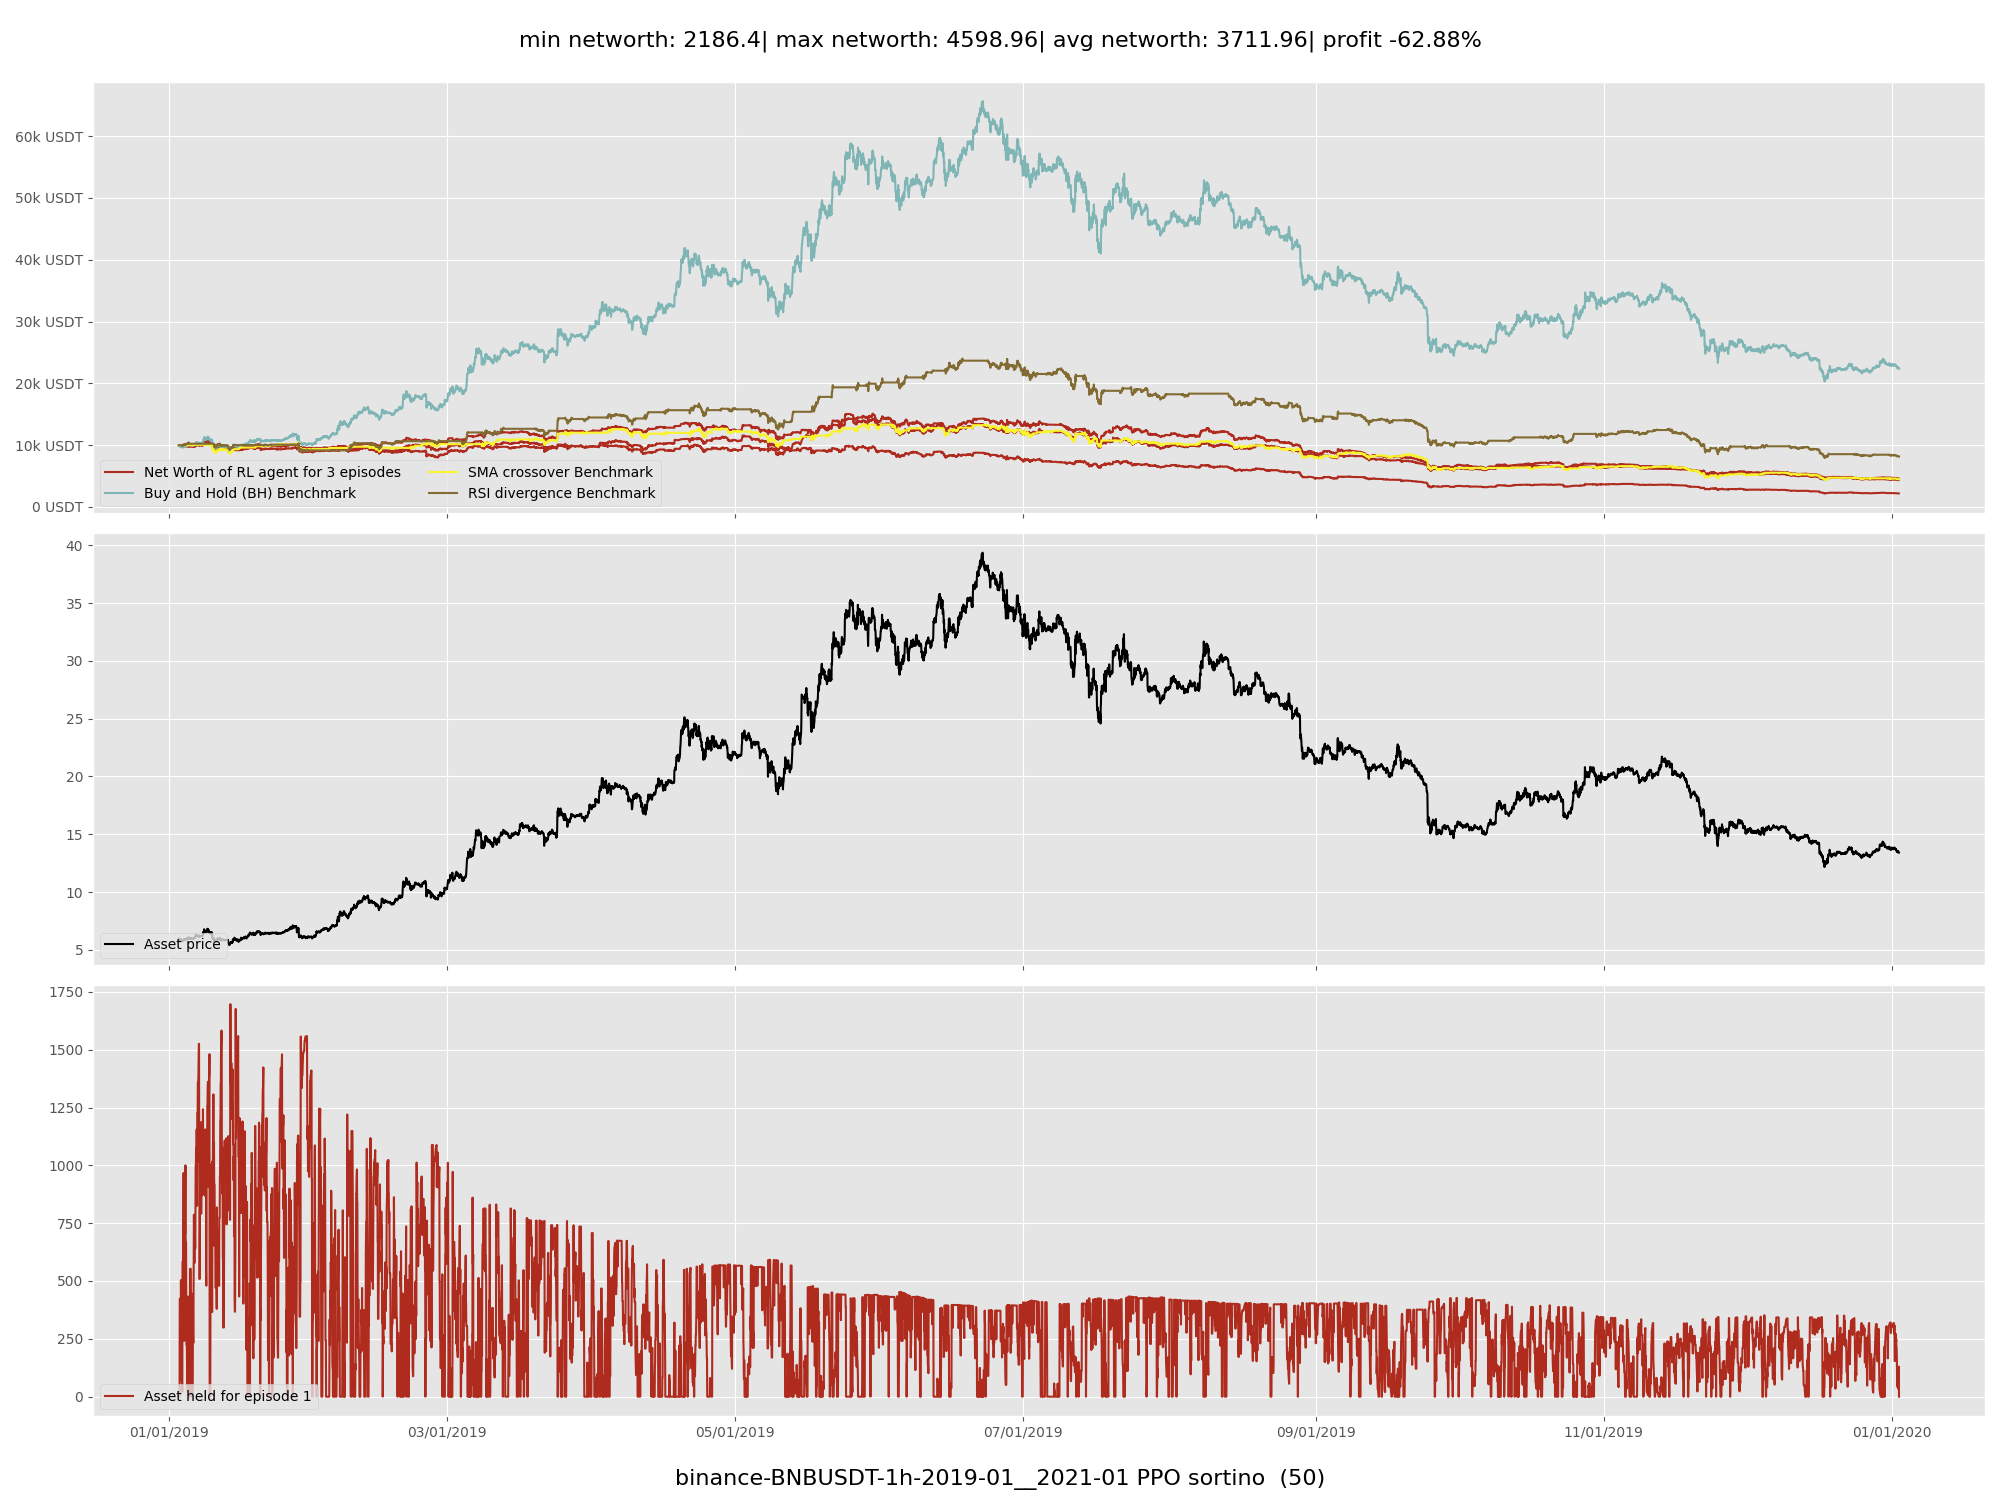 min networth: 2186.4| max networth: 4598.96| avg networth: 3711.96| profit -62.88%
60k USDT
50k USDT
40k USDT
30k USDT
20k USDT
10k USDT
0 USDT
Net Worth of RL agent for 3 episodes
Buy and Hold (BH) Benchmark
SMA crossover Benchmark
RSI divergence Benchmark
40
35
30
25
20
15
10
5
Asset price
1750
1500
1250
1000
750
500
250
0
Asset held for episode 1
01/01/2019 03/01/2019 05/01/2019 07/01/2019 09/01/2019 11/01/2019 01/01/2020
binance-BNBUSDT-1h-2019-01__2021-01 PPO sortino  (50)